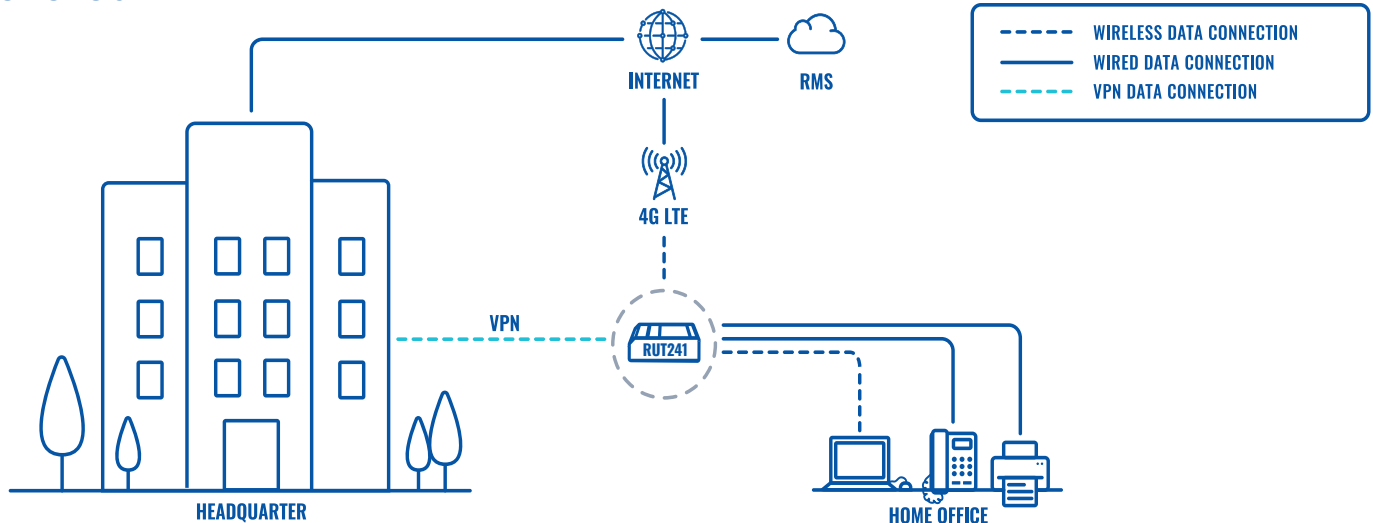 INTERNET
RMS
WIRELESS DATA CONNECTION
WIRED DATA CONNECTION
VPN DATA CONNECTION
4G LTE
VPN
RUT241
HEADQUARTER
HOME OFFICE